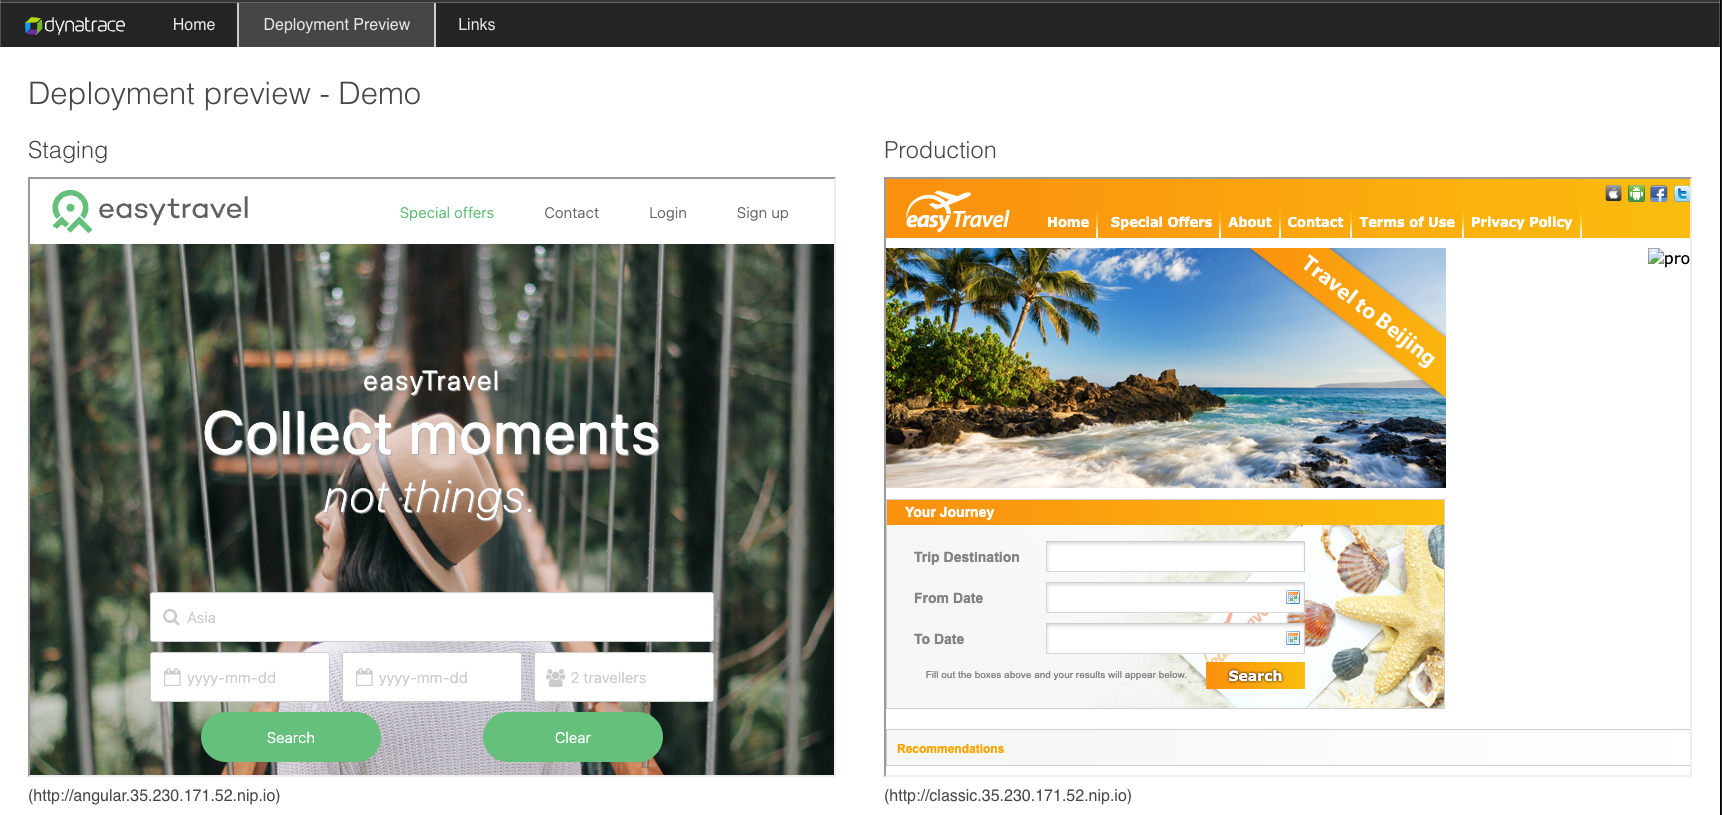 dynatrace Home Deployment Preview Links
Deployment preview - Demo
Staging
easytravel Special offers Contact Login Sign up
easyTravel
Collect moments
not things.
Asia
yyyy-mm-dd yyyy-mm-dd 2 travellers
Search Clear
(http://angular.35.230.171.52.nip.io)
Production
easyTravel Home Special Offers About Contact Terms of Use Privacy Policy
pro
Travel to Beijing
Your Journey
Trip Destination
From Date
To Date
Fill out the boxes above and your results will appear below. Search
Recommendations
(http://classic.35.230.171.52.nip.io)